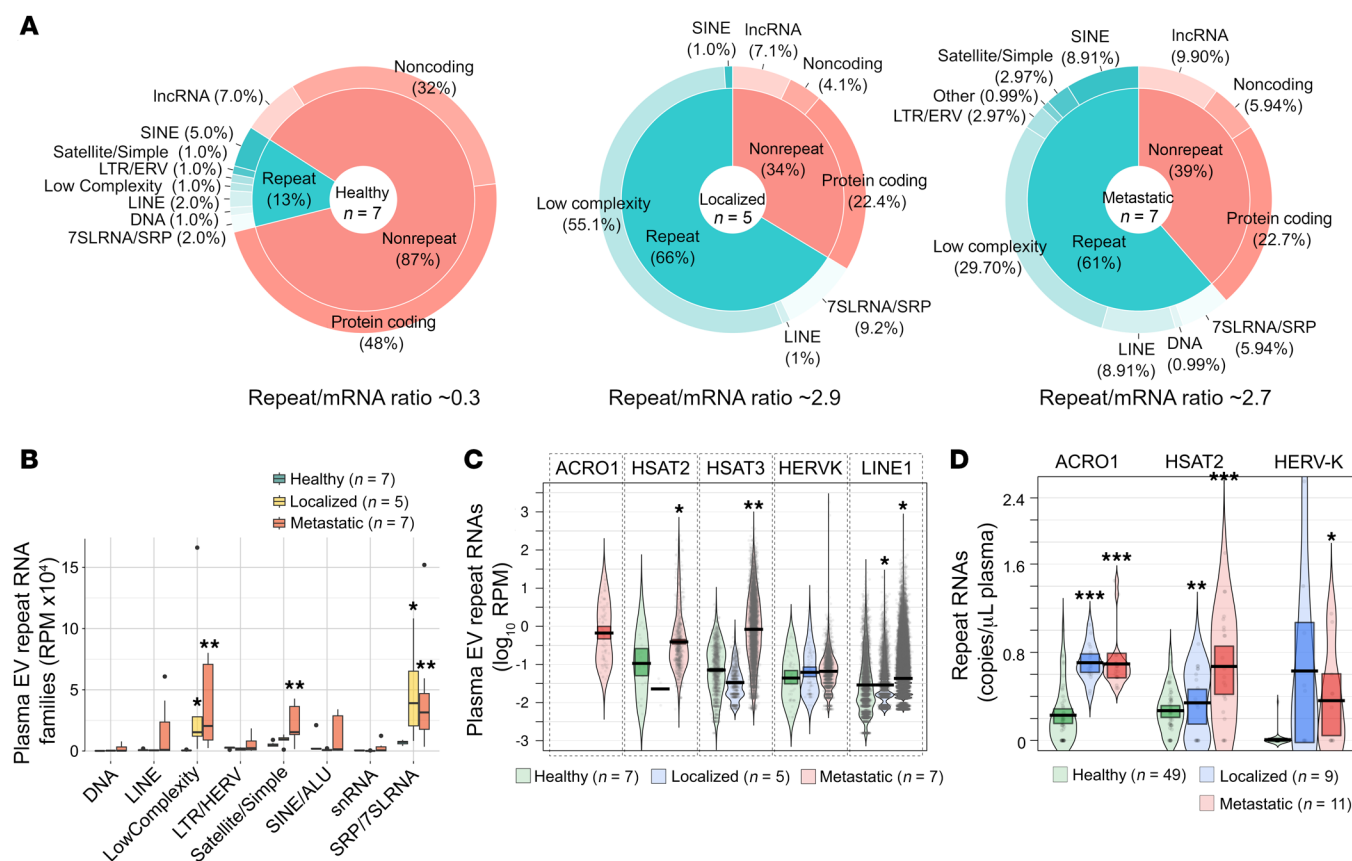 A
Noncoding
(32%)
lncRNA (7.0%)
SINE (5.0%)
Satellite/Simple (1.0%)
LTR/ERV (1.0%)
Low Complexity (1.0%)
LINE (2.0%)
DNA (1.0%)
7SLRNA/SRP (2.0%)
Repeat
(13%)
Healthy
n = 7
Nonrepeat
(87%)
Protein coding
(48%)
Repeat/mRNA ratio ~0.3
SINE
(1.0%)
lncRNA
(7.1%)
Noncoding
(4.1%)
Nonrepeat
(34%)
Protein coding
(22.4%)
Low complexity
(55.1%)
Localized
n = 5
Repeat
(66%)
7SLRNA/SRP
(9.2%)
LINE
(1%)
Repeat/mRNA ratio ~2.9
SINE
(8.91%)
lncRNA
(9.90%)
Satellite/Simple
(2.97%)
Other (0.99%)
LTR/ERV (2.97%)
Noncoding
(5.94%)
Nonrepeat
(39%)
Metastatic
n = 7
Protein coding
(22.7%)
Low complexity
(29.70%)
Repeat
(61%)
7SLRNA/SRP
(5.94%)
DNA
(0.99%)
LINE
(8.91%)
Repeat/mRNA ratio ~2.7
B
Healthy (n = 7)
Localized (n = 5)
Metastatic (n = 7)
Plasma EV repeat RNA
families (RPM x10⁴)
15
10
5
0
*
**
**
*
**
DNA
LINE
LowComplexity
LTR/HERV
Satellite/Simple
SINE/ALU
snRNA
SRP/7SLRNA
C
ACRO1
HSAT2
HSAT3
HERVK
LINE1
Plasma EV repeat RNAs
(log₁₀ RPM)
3
2
1
0
-1
-2
-3
*
**
*
*
Healthy (n = 7)
Localized (n = 5)
Metastatic (n = 7)
D
ACRO1
HSAT2
HERV-K
Repeat RNAs
(copies/μL plasma)
2.4
1.6
0.8
0
***
***
**
***
*
Healthy (n = 49)
Localized (n = 9)
Metastatic (n = 11)